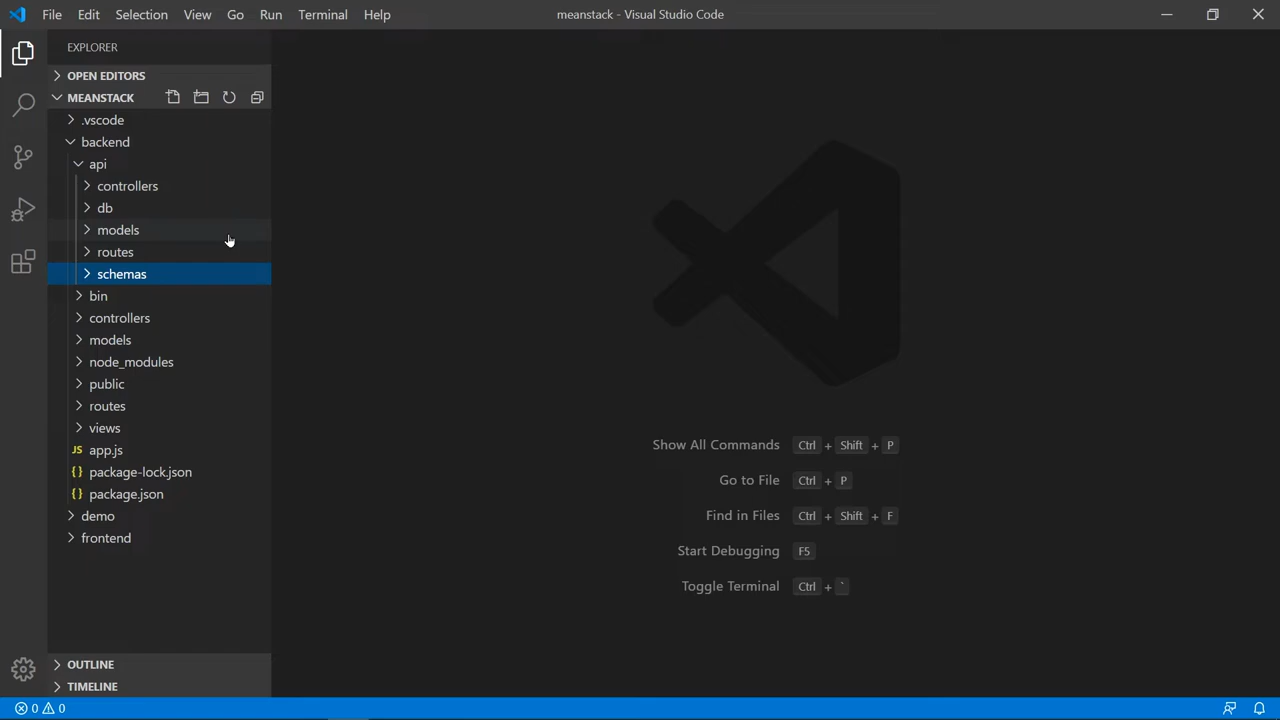 File Edit Selection View Go Run Terminal Help
meanstack - Visual Studio Code
EXPLORER
OPEN EDITORS
MEANSTACK
.vscode
backend
api
controllers
db
models
routes
schemas
bin
controllers
models
node_modules
public
routes
views
JS app.js
{} package-lock.json
{} package.json
demo
frontend
Show All Commands Ctrl + Shift + P
Go to File Ctrl + P
Find in Files Ctrl + Shift + F
Start Debugging F5
Toggle Terminal Ctrl + `
OUTLINE
TIMELINE
0 0